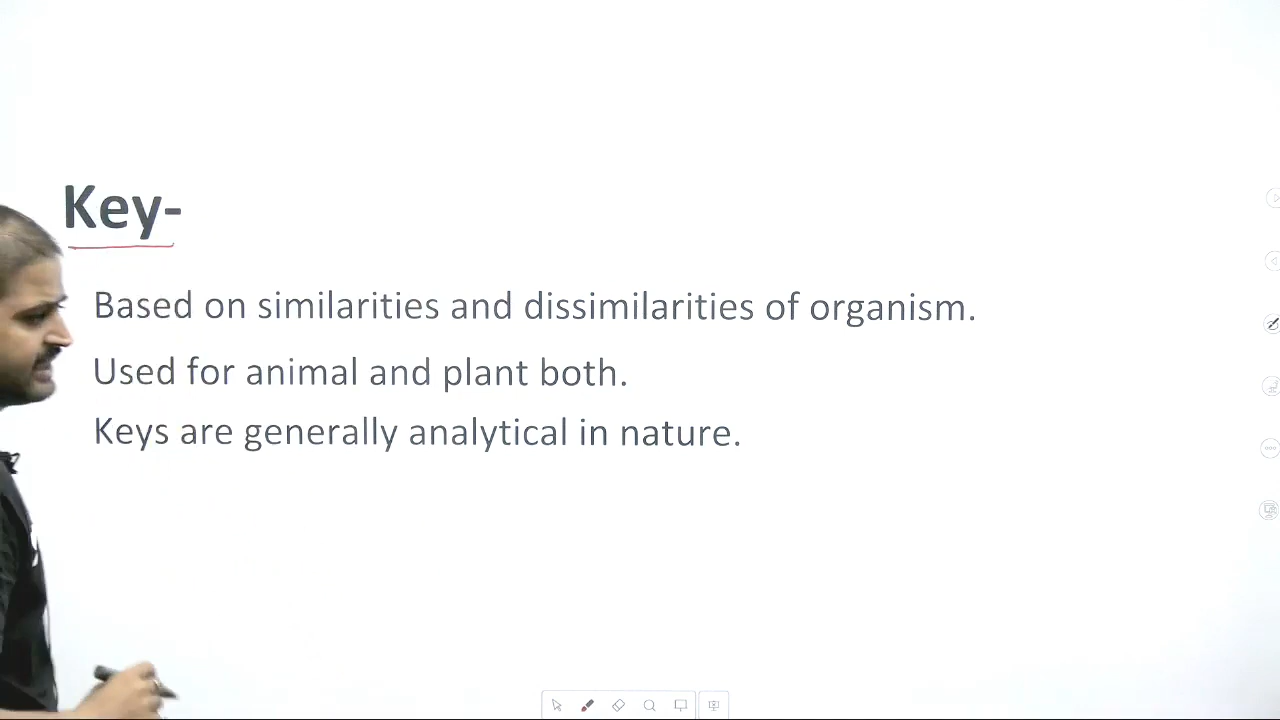 Key-
Based on similarities and dissimilarities of organism.
Used for animal and plant both.
Keys are generally analytical in nature.